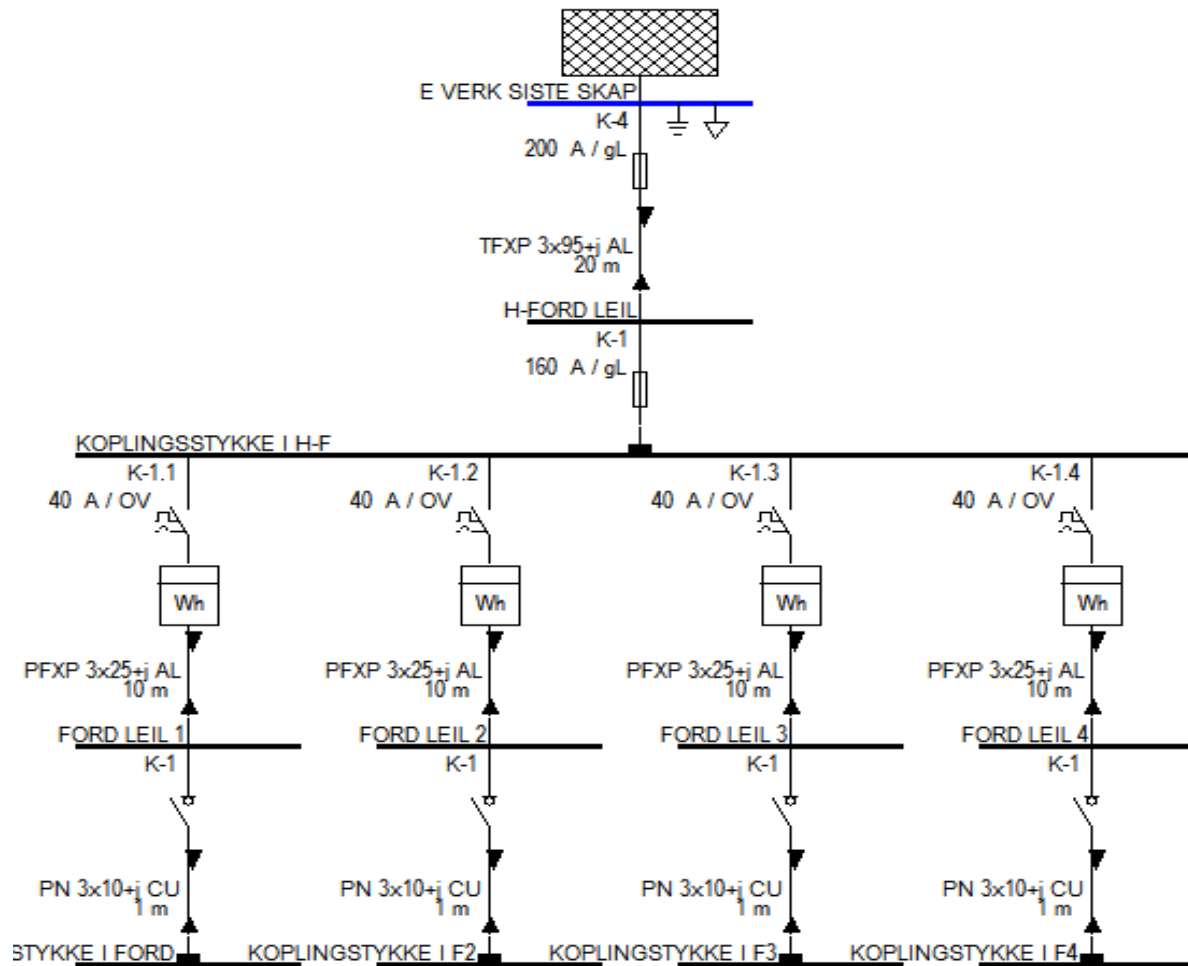 E VERK SISTE SKAP
K-4
200 A / gL
TFXP 3x95+j AL
20 m
H-FORD LEIL
K-1
160 A / gL
KOPLINGSSTYKKE I H-F
K-1.1 K-1.2 K-1.3 K-1.4
40 A / OV 40 A / OV 40 A / OV 40 A / OV
Wh Wh Wh Wh
PFXP 3x25+j AL PFXP 3x25+j AL PFXP 3x25+j AL PFXP 3x25+j AL
10 m 10 m 10 m 10 m
FORD LEIL 1 FORD LEIL 2 FORD LEIL 3 FORD LEIL 4
K-1 K-1 K-1 K-1
PN 3x10+j CU PN 3x10+j CU PN 3x10+j CU PN 3x10+j CU
1 m 1 m 1 m 1 m
STYKKE I FORD KOPLINGSTYKKE I F2 KOPLINGSTYKKE I F3 KOPLINGSTYKKE I F4